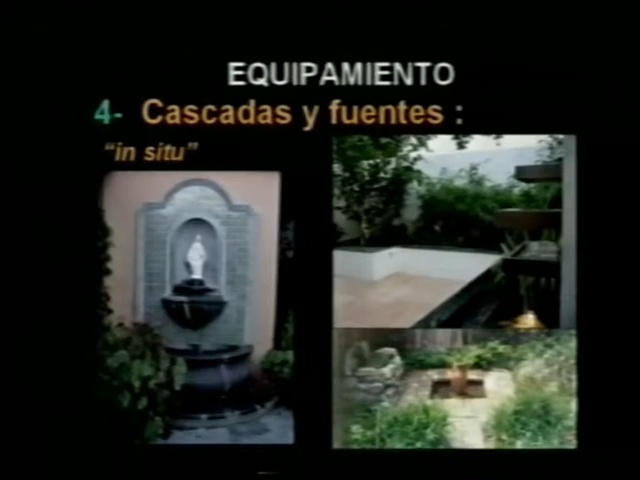 EQUIPAMIENTO
4- Cascadas y fuentes :
"in situ"